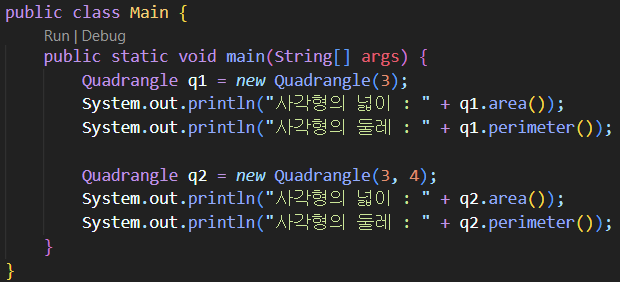 public class Main {
Run | Debug
public static void main(String[] args) {
Quadrangle q1 = new Quadrangle(3);
System.out.println("사각형의 넓이 : " + q1.area());
System.out.println("사각형의 둘레 : " + q1.perimeter());
Quadrangle q2 = new Quadrangle(3, 4);
System.out.println("사각형의 넓이 : " + q2.area());
System.out.println("사각형의 둘레 : " + q2.perimeter());
}
}